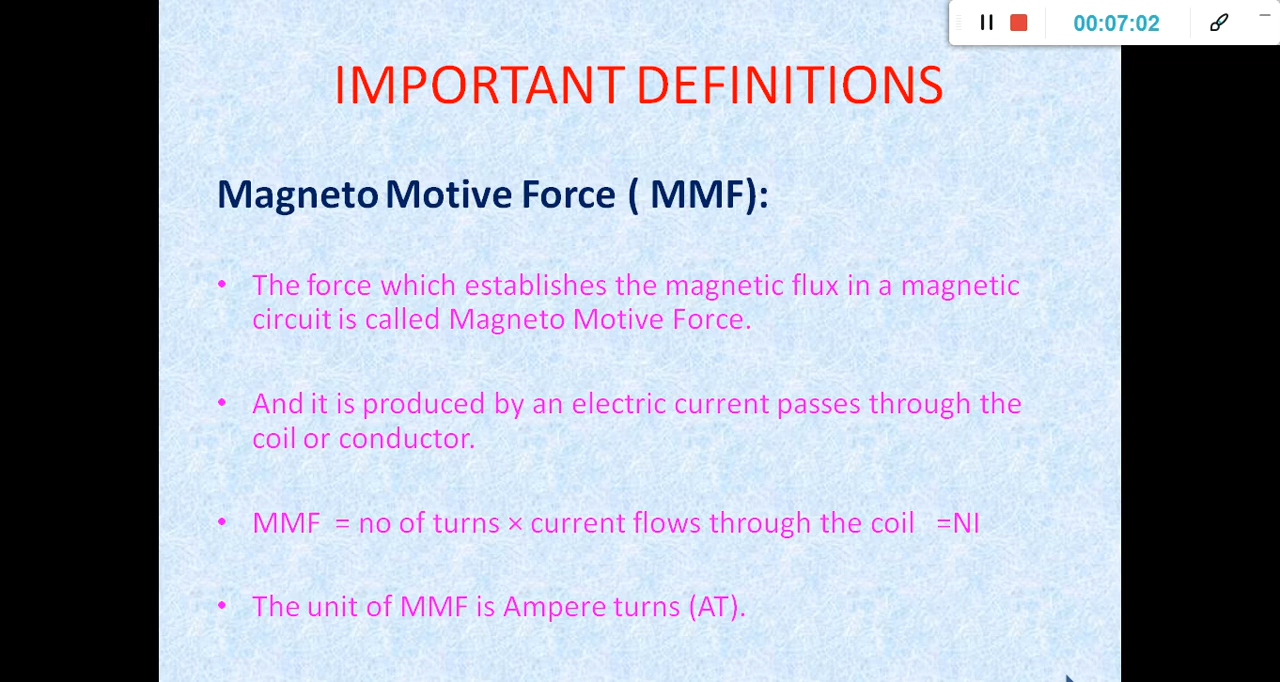 00:07:02
IMPORTANT DEFINITIONS
Magneto Motive Force ( MMF):
• The force which establishes the magnetic flux in a magnetic
circuit is called Magneto Motive Force.
• And it is produced by an electric current passes through the
coil or conductor.
• MMF = no of turns × current flows through the coil =NI
• The unit of MMF is Ampere turns (AT).